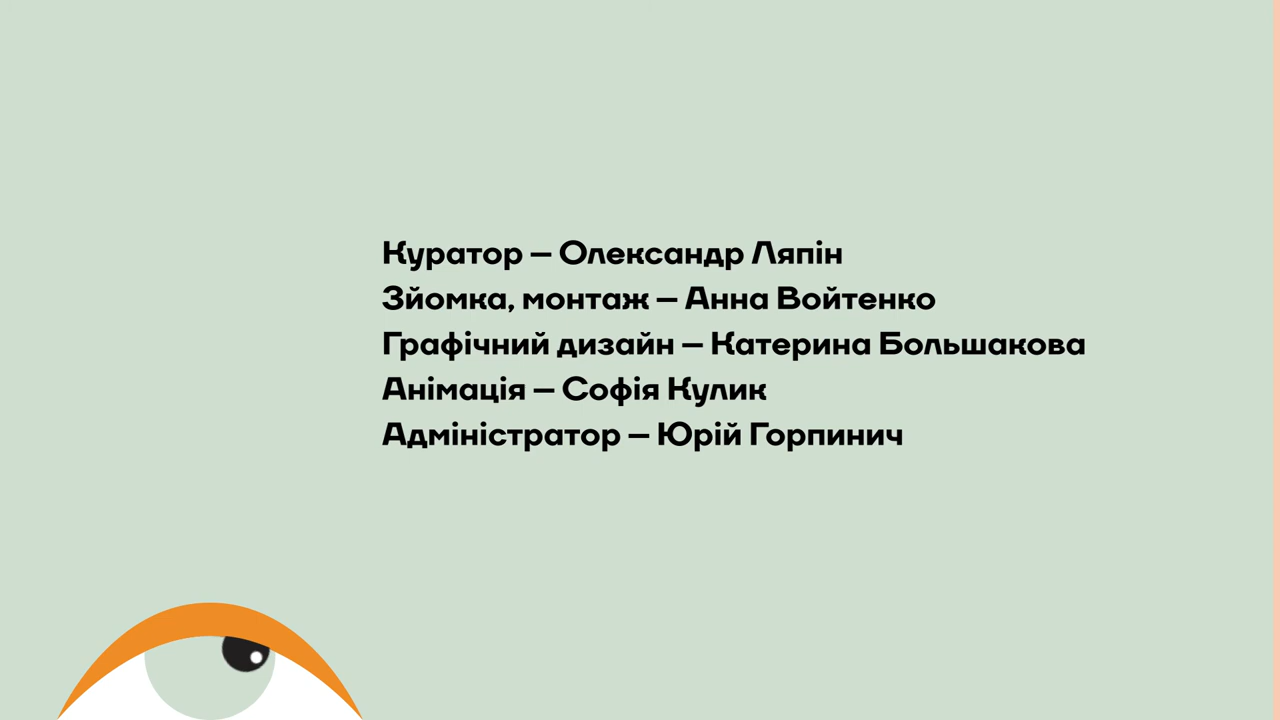 Куратор — Олександр Ляпін
Зйомка, монтаж — Анна Войтенко
Графічний дизайн — Катерина Большакова
Анімація — Софія Кулик
Адміністратор — Юрій Горпинич